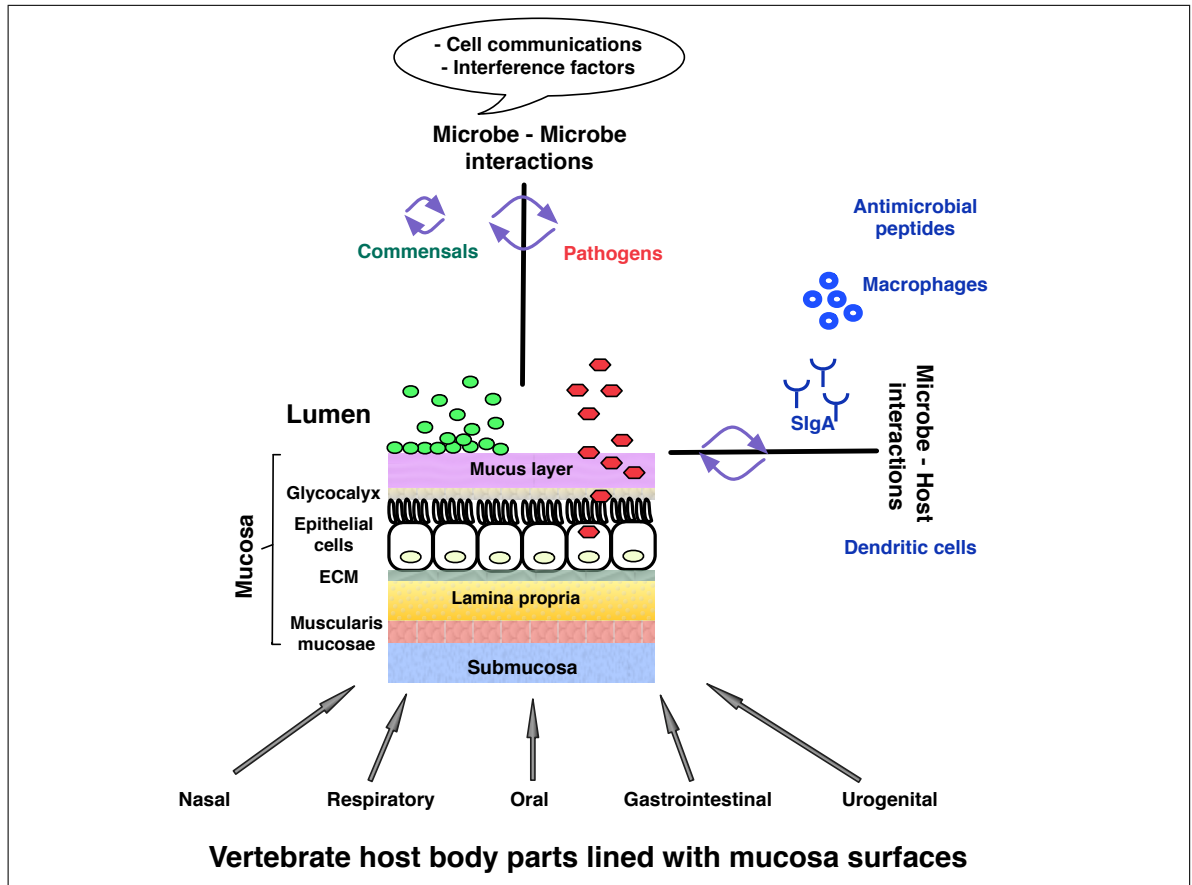 - Cell communications
- Interference factors
Microbe - Microbe
interactions
Commensals
Pathogens
Antimicrobial
peptides
Macrophages
SIgA
Microbe - Host
interactions
Dendritic cells
Lumen
Mucus layer
Mucosa
Glycocalyx
Epithelial
cells
ECM
Lamina propria
Muscularis
mucosae
Submucosa
Nasal
Respiratory
Oral
Gastrointestinal
Urogenital
Vertebrate host body parts lined with mucosa surfaces